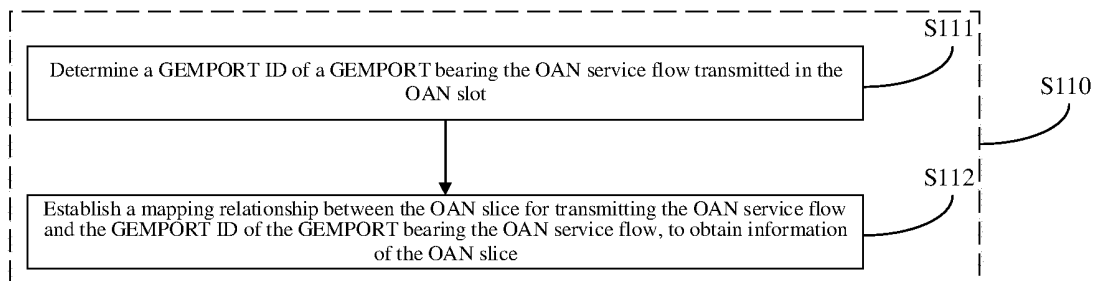 S111
Determine a GEMPORT ID of a GEMPORT bearing the OAN service flow transmitted in the
OAN slot
S110
S112
Establish a mapping relationship between the OAN slice for transmitting the OAN service flow
and the GEMPORT ID of the GEMPORT bearing the OAN service flow, to obtain information
of the OAN slice